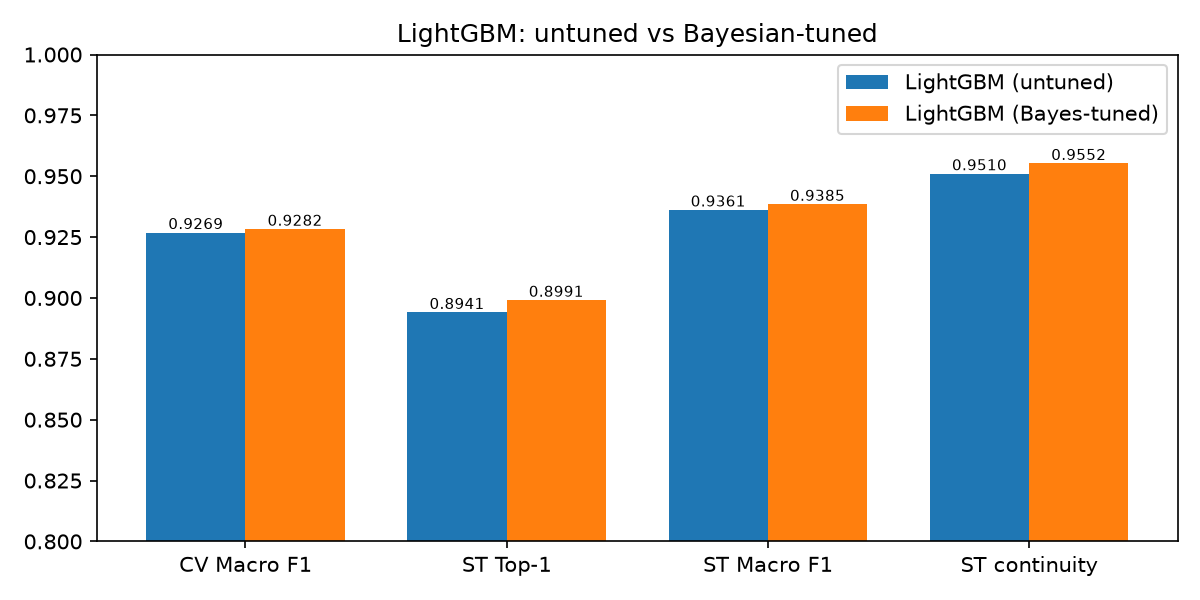 LightGBM: untuned vs Bayesian-tuned
1.000
0.975
0.950
0.925
0.900
0.875
0.850
0.825
0.800
LightGBM (untuned)
LightGBM (Bayes-tuned)
0.9269
0.9282
0.8941
0.8991
0.9361
0.9385
0.9510
0.9552
CV Macro F1
ST Top-1
ST Macro F1
ST continuity